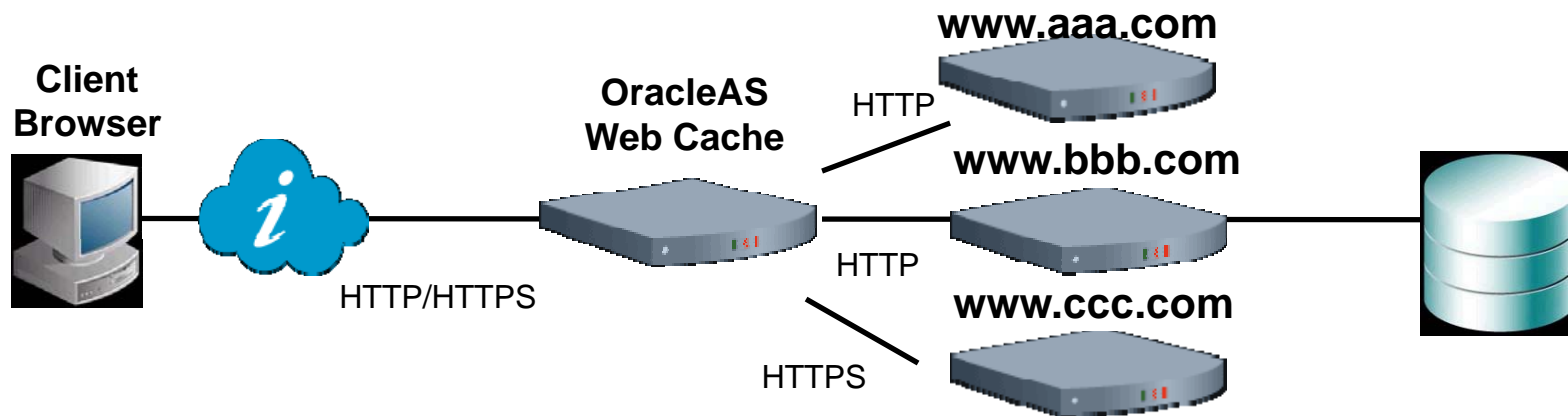 Client
Browser
HTTP/HTTPS
OracleAS
Web Cache
HTTP
www.aaa.com
HTTP
www.bbb.com
HTTPS
www.ccc.com